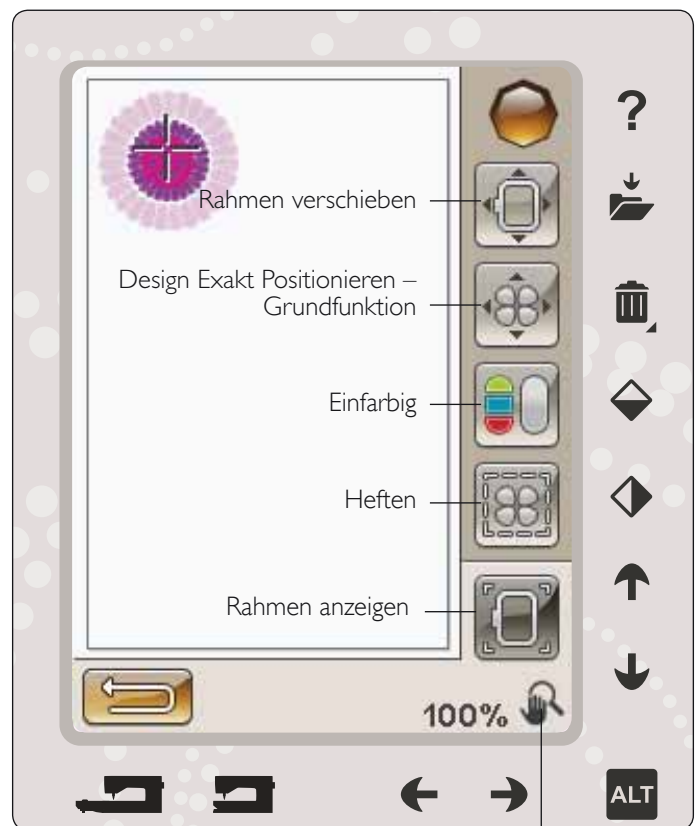 ?
Rahmen verschieben
Design Exakt Positionieren –
Grundfunktion
Einfarbig
Heften
Rahmen anzeigen
100%
ALT